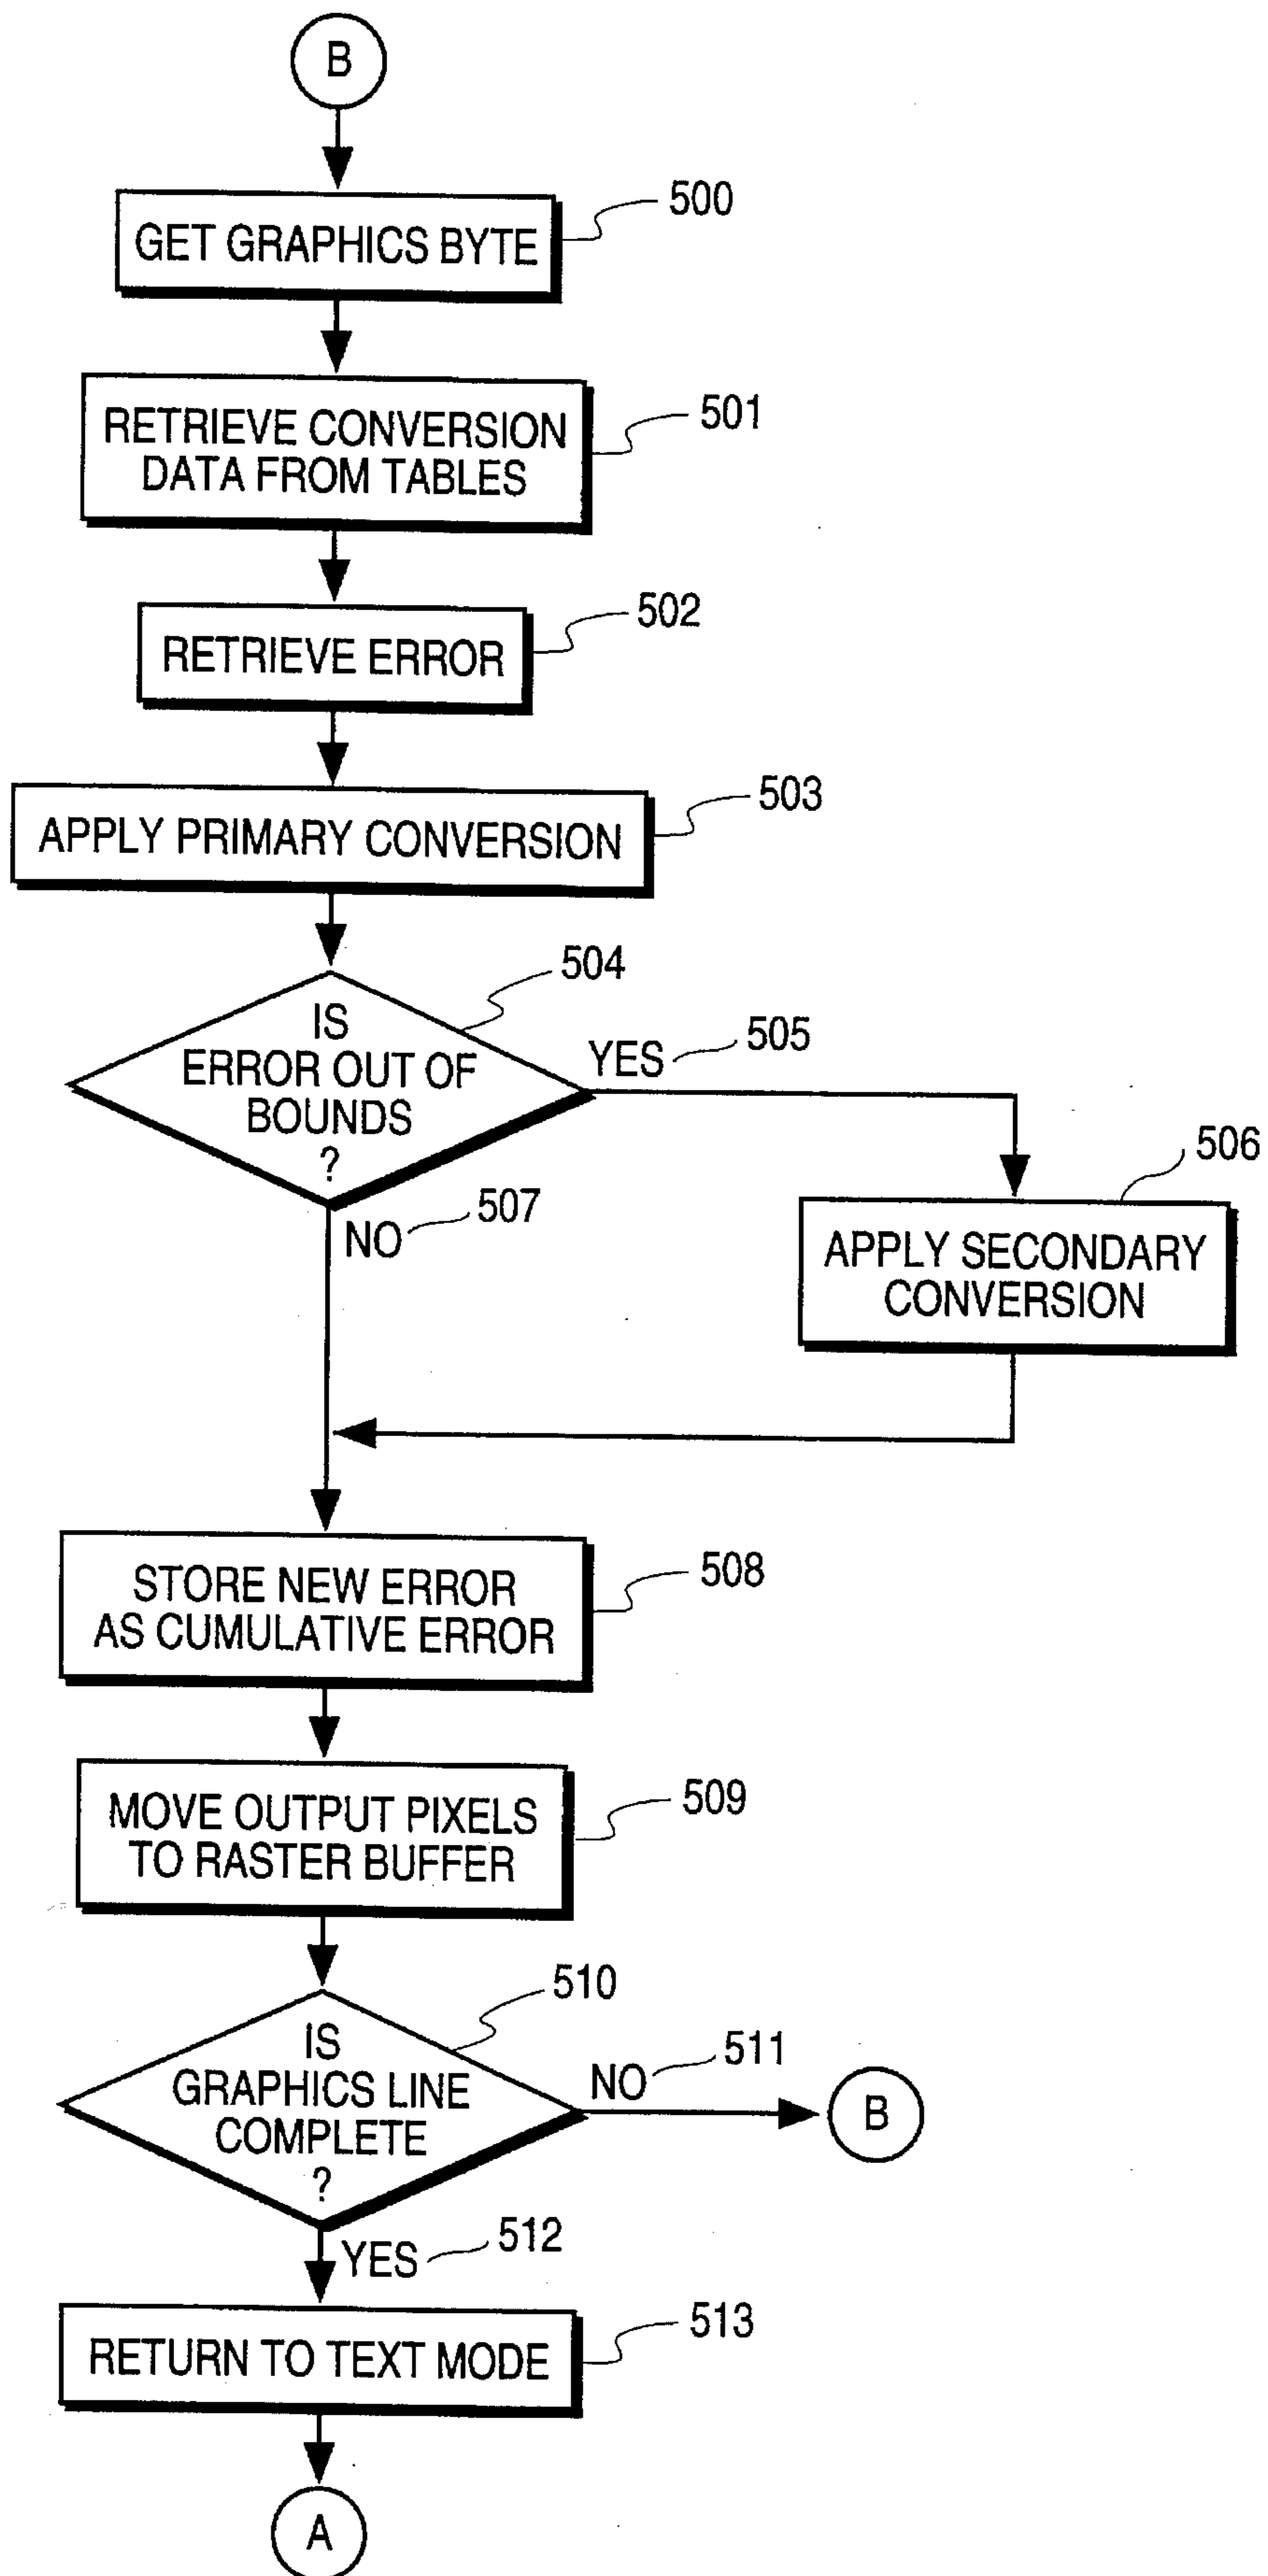 B
500
GET GRAPHICS BYTE
501
RETRIEVE CONVERSION
DATA FROM TABLES
502
RETRIEVE ERROR
503
APPLY PRIMARY CONVERSION
504
IS
ERROR OUT OF
BOUNDS
?
YES
505
506
APPLY SECONDARY
CONVERSION
NO
507
508
STORE NEW ERROR
AS CUMULATIVE ERROR
509
MOVE OUTPUT PIXELS
TO RASTER BUFFER
510
IS
GRAPHICS LINE
COMPLETE
?
NO
511
B
YES
512
513
RETURN TO TEXT MODE
A